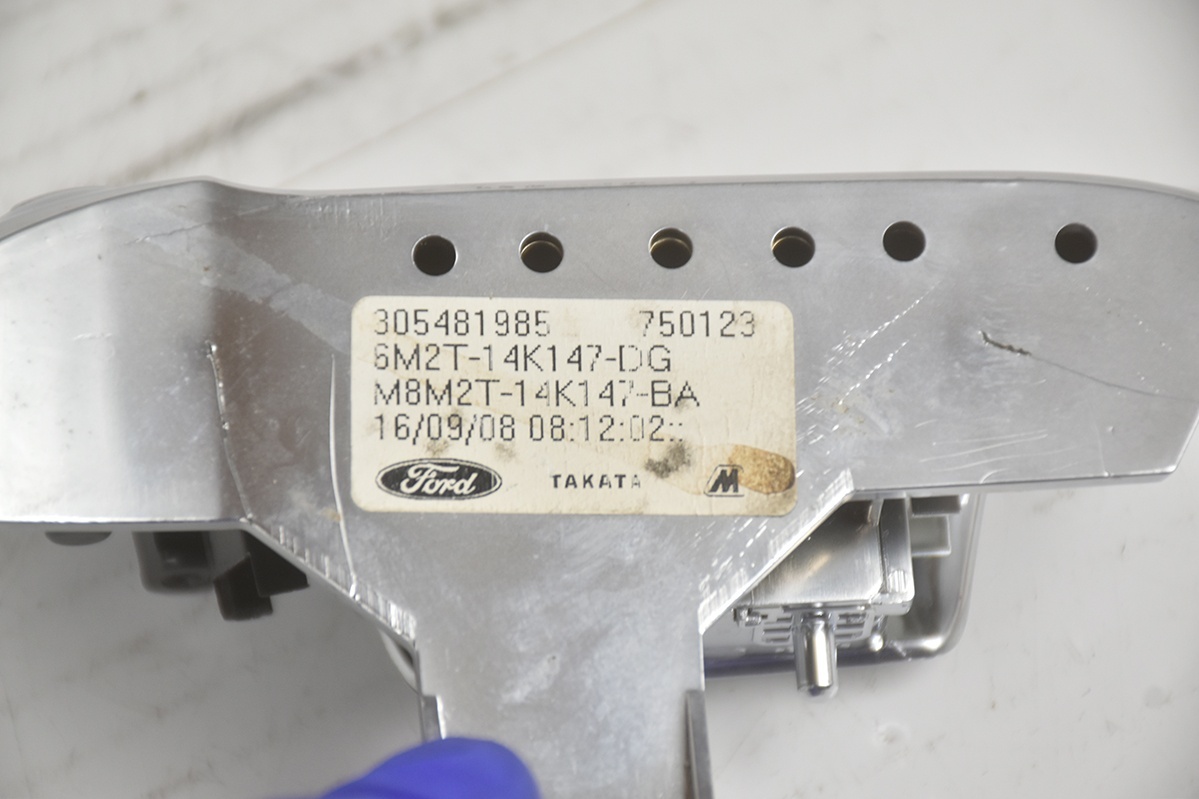 305481985 750123
6M2T-14K147-DG
M8M2T-14K147-BA
16/09/08 08:12:02::
Ford TAKATA M